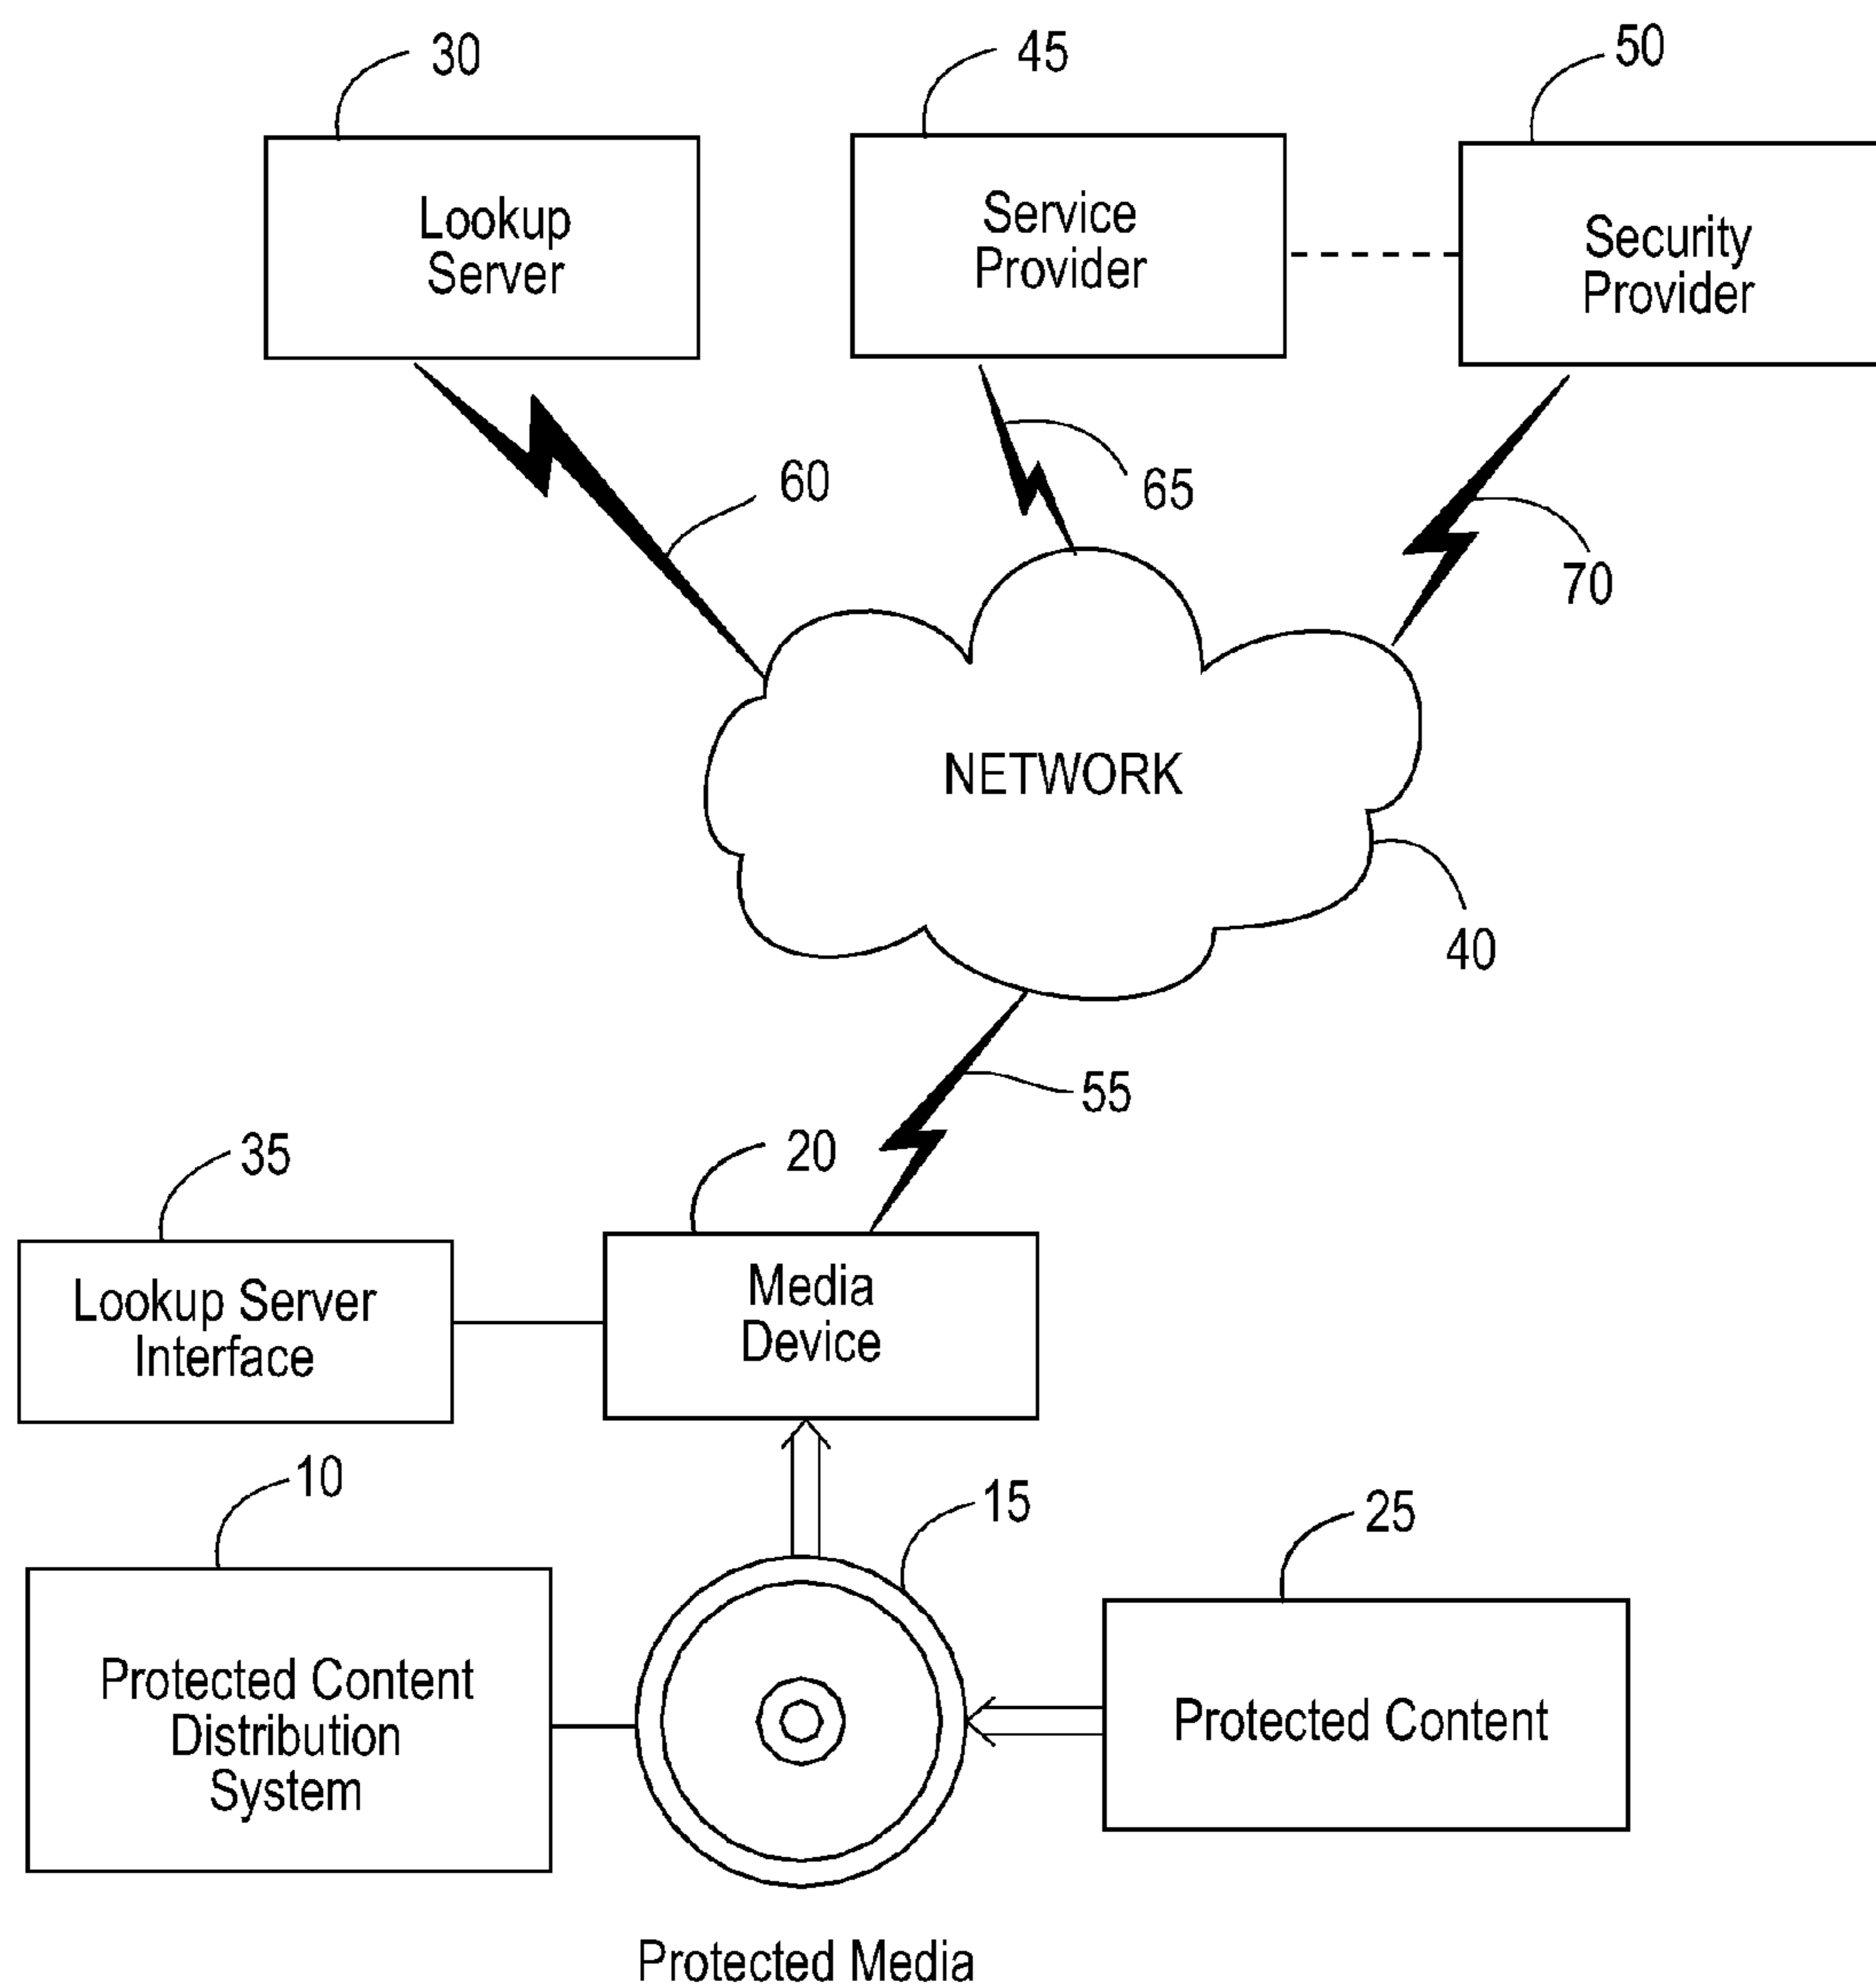 30
45
50
Lookup
Server
Service
Provider
Security
Provider
60
65
70
NETWORK
40
55
20
35
Lookup Server
Interface
Media
Device
10
15
25
Protected Content
Distribution
System
Protected Content
Protected Media